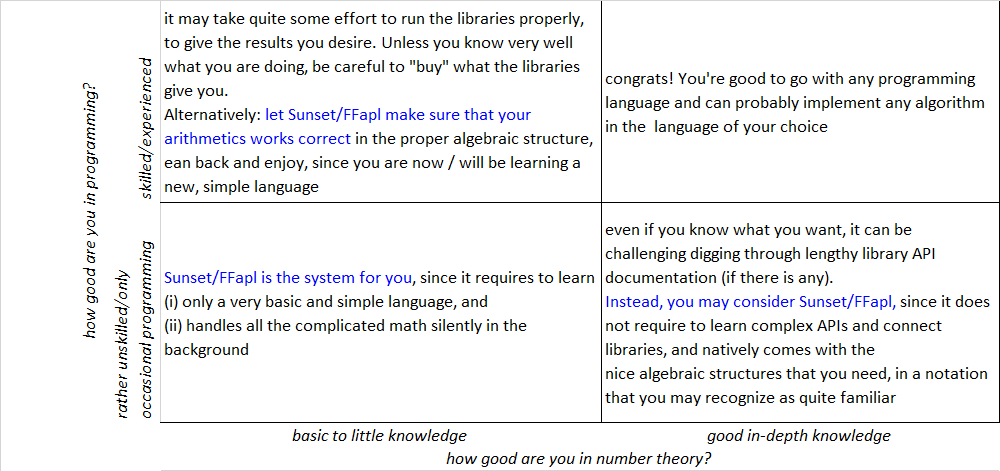 how good are you in programming?
skilled/experienced
it may take quite some effort to run the libraries properly,
to give the results you desire. Unless you know very well
what you are doing, be careful to "buy" what the libraries
give you.
Alternatively: let Sunset/FFapl make sure that your
arithmetics works correct in the proper algebraic structure,
ean back and enjoy, since you are now / will be learning a
new, simple language
congrats! You're good to go with any programming
language and can probably implement any algorithm
in the language of your choice
rather unskilled/only
occasional programming
Sunset/FFapl is the system for you, since it requires to learn
(i) only a very basic and simple language, and
(ii) handles all the complicated math silently in the
background
even if you know what you want, it can be
challenging digging through lengthy library API
documentation (if there is any).
Instead, you may consider Sunset/FFapl, since it does
not require to learn complex APIs and connect
libraries, and natively comes with the
nice algebraic structures that you need, in a notation
that you may recognize as quite familiar
basic to little knowledge
good in-depth knowledge
how good are you in number theory?